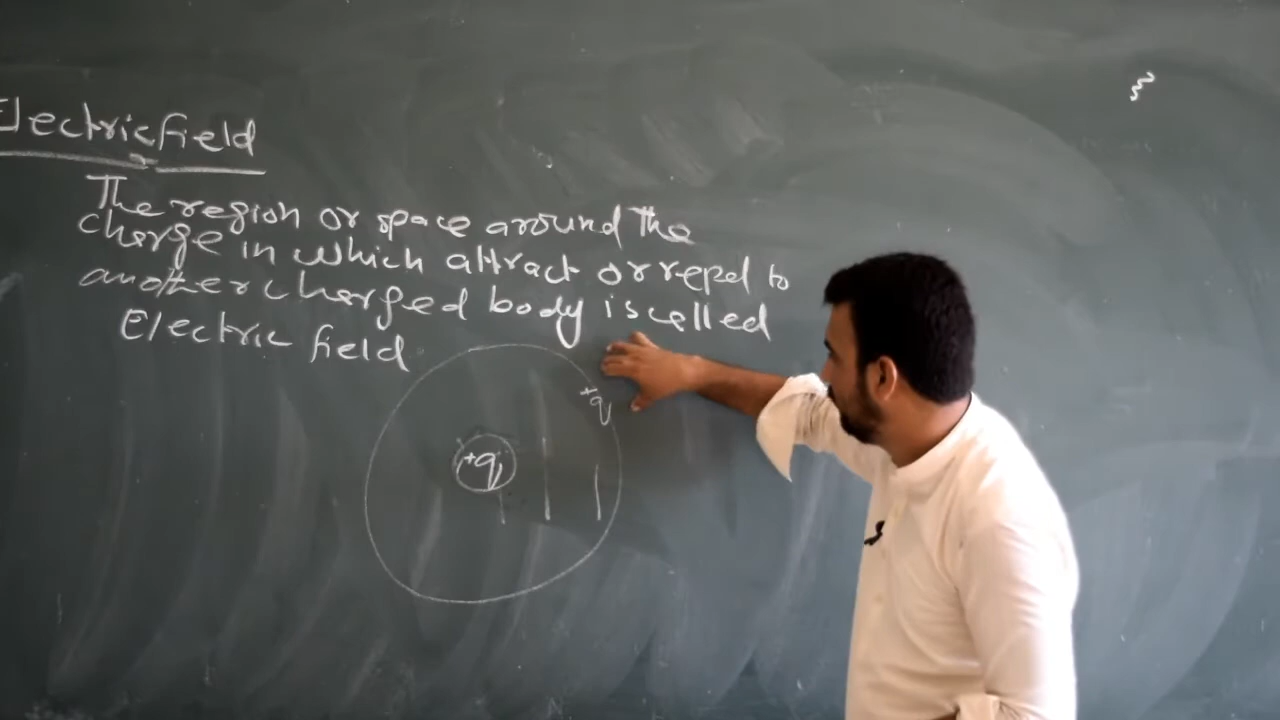 Electric field
The region or space around the
charge in which attract or repel to
another charged body is called
Electric field
+q
+q